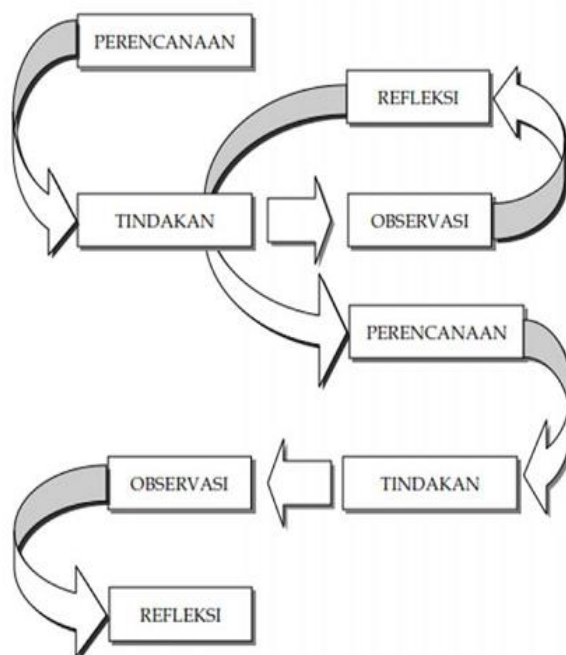 PERENCANAAN
TINDAKAN
OBSERVASI
REFLEKSI
PERENCANAAN
TINDAKAN
OBSERVASI
REFLEKSI